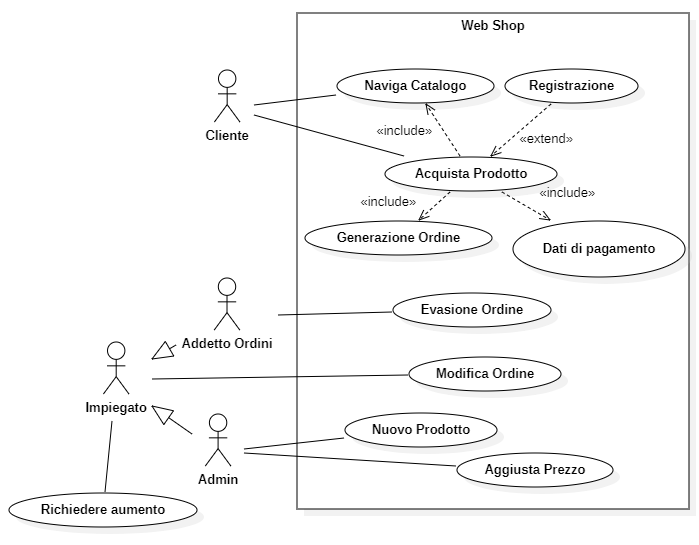 Web Shop
Naviga Catalogo
Registrazione
Cliente
«include»
«extend»
Acquista Prodotto
«include»
«include»
Generazione Ordine
Dati di pagamento
Evasione Ordine
Addetto Ordini
Modifica Ordine
Impiegato
Nuovo Prodotto
Aggiusta Prezzo
Admin
Richiedere aumento